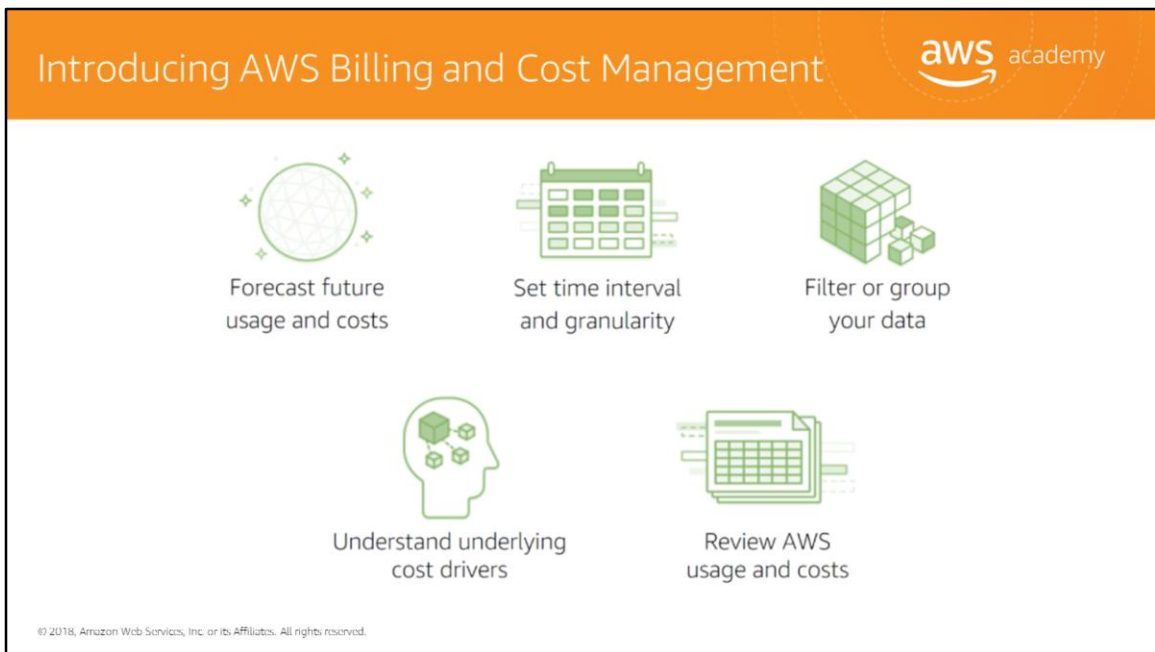 Introducing AWS Billing and Cost Management
aws academy
Forecast future
usage and costs
Set time interval
and granularity
Filter or group
your data
Understand underlying
cost drivers
Review AWS
usage and costs
© 2018, Amazon Web Services, Inc. or its Affiliates. All rights reserved.